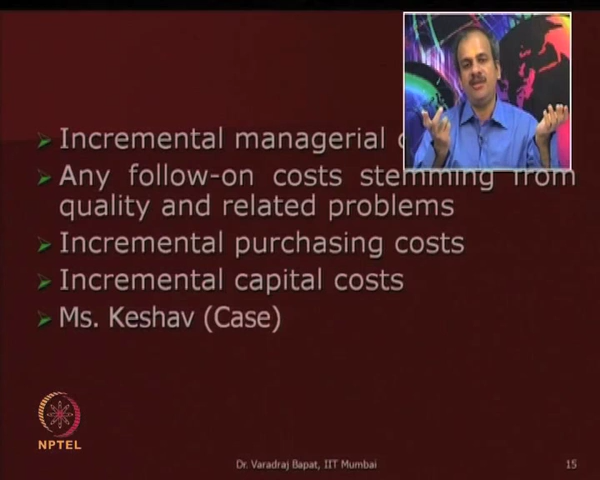 Incremental managerial
Any follow-on costs stemming from
quality and related problems
Incremental purchasing costs
Incremental capital costs
Ms. Keshav (Case)
NPTEL
Dr. Varadraj Bapat, IIT Mumbai
15